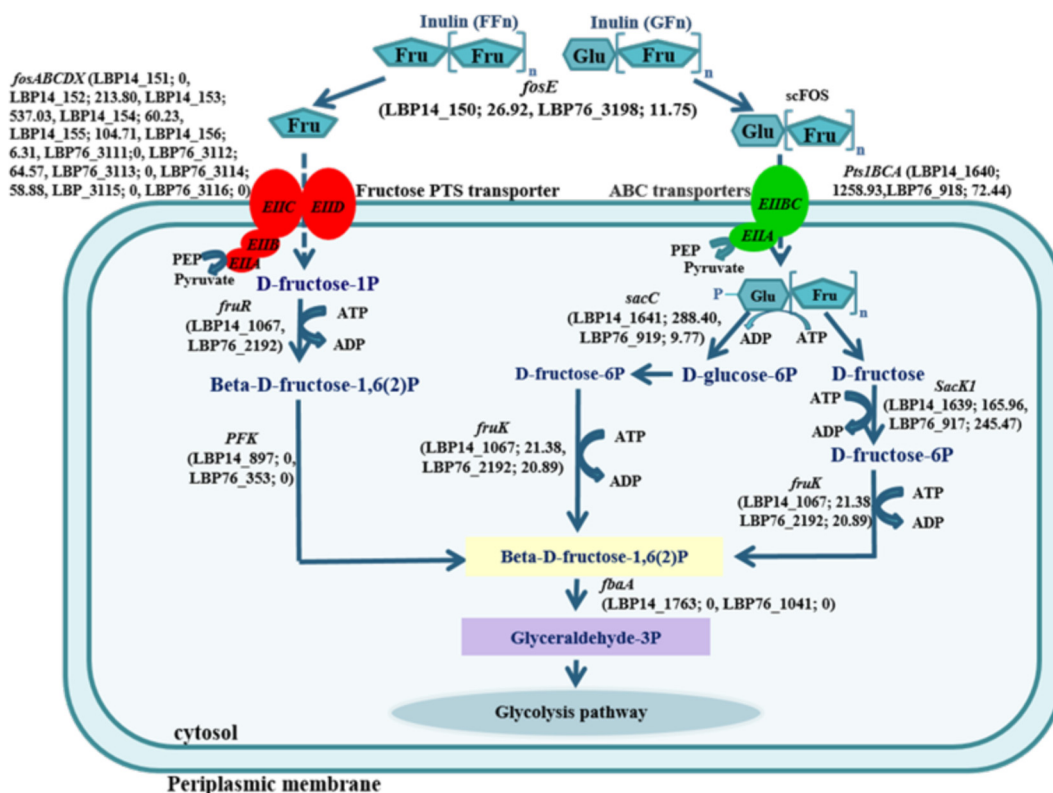 Inulin (FFn)
Inulin (GFn)
Fru
Fru
n
Glu
Fru
n
fosE
(LBP14_150; 26.92, LBP76_3198; 11.75)
fosABCDX (LBP14_151; 0,
LBP14_152; 213.80, LBP14_153;
537.03, LBP14_154; 60.23,
LBP14_155; 104.71, LBP14_156;
6.31, LBP76_3111;0, LBP76_3112;
64.57, LBP76_3113; 0, LBP76_3114;
58.88, LBP_3115; 0, LBP76_3116; 0)
Fru
scFOS
Glu
Fru
n
Pts1BCA (LBP14_1640;
1258.93,LBP76_918; 72.44)
EIIC
EIID
Fructose PTS transporter
ABC transporters
EIIBC
EIIB
EIIA
EIIA
PEP
Pyruvate
PEP
Pyruvate
D-fructose-1P
P
Glu
Fru
n
fruR
(LBP14_1067,
LBP76_2192)
ATP
ADP
sacC
(LBP14_1641; 288.40,
LBP76_919; 9.77)
ADP
ATP
Beta-D-fructose-1,6(2)P
D-fructose-6P
D-glucose-6P
D-fructose
ATP
ADP
SacK1
(LBP14_1639; 165.96,
LBP76_917; 245.47)
D-fructose-6P
PFK
(LBP14_897; 0,
LBP76_353; 0)
fruK
(LBP14_1067; 21.38,
LBP76_2192; 20.89)
ATP
ADP
fruK
(LBP14_1067; 21.38
LBP76_2192; 20.89)
ATP
ADP
Beta-D-fructose-1,6(2)P
fbaA
(LBP14_1763; 0, LBP76_1041; 0)
Glyceraldehyde-3P
Glycolysis pathway
cytosol
Periplasmic membrane